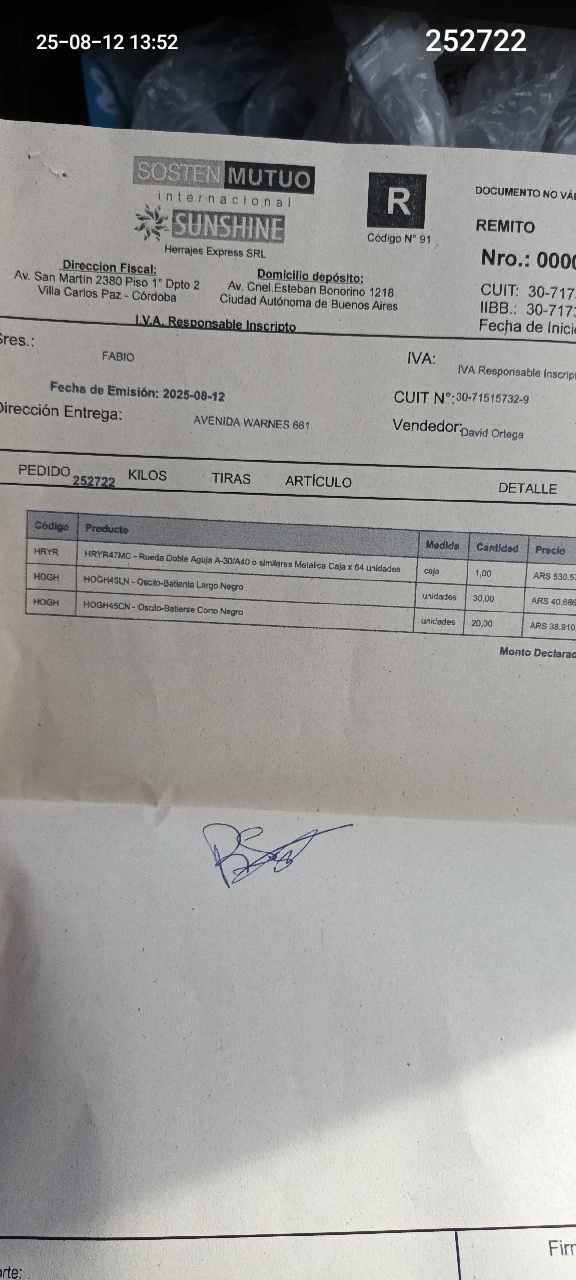 25-08-12 13:52
252722
SOSTEN MUTUO
internacional
SUNSHINE
Herrajes Express SRL
R
Código N° 91
DOCUMENTO NO VÁL
REMITO
Nro.: 0000
CUIT: 30-717
IIBB.: 30-717
Fecha de Inici
Direccion Fiscal:
Av. San Martín 2380 Piso 1° Dpto 2
Villa Carlos Paz - Córdoba
Domicilio depósito:
Av. Cnel.Esteban Bonorino 1218
Ciudad Autónoma de Buenos Aires
I.V.A. Responsable Inscripto
Sres.:
FABIO
IVA:
IVA Responsable Inscrip
Fecha de Emisión: 2025-08-12
CUIT N°:30-71515732-9
Dirección Entrega:
AVENIDA WARNES 661
Vendedor:David Ortega
PEDIDO 252722 KILOS TIRAS ARTÍCULO DETALLE
Código Producto Medida Cantidad Precio
HRYR HRYR47MC - Rueda Doble Aguja A-30/A40 o similares Metalica Caja x 64 unidades caja 1,00 ARS 530.5
HOGH HOGH45LN - Oscilo-Batiente Largo Negro unidades 30,00 ARS 40.686
HOGH HOGH45CN - Oscilo-Batiente Corto Negro unidades 20,00 ARS 38.910
Monto Declarad
Firm
orte: